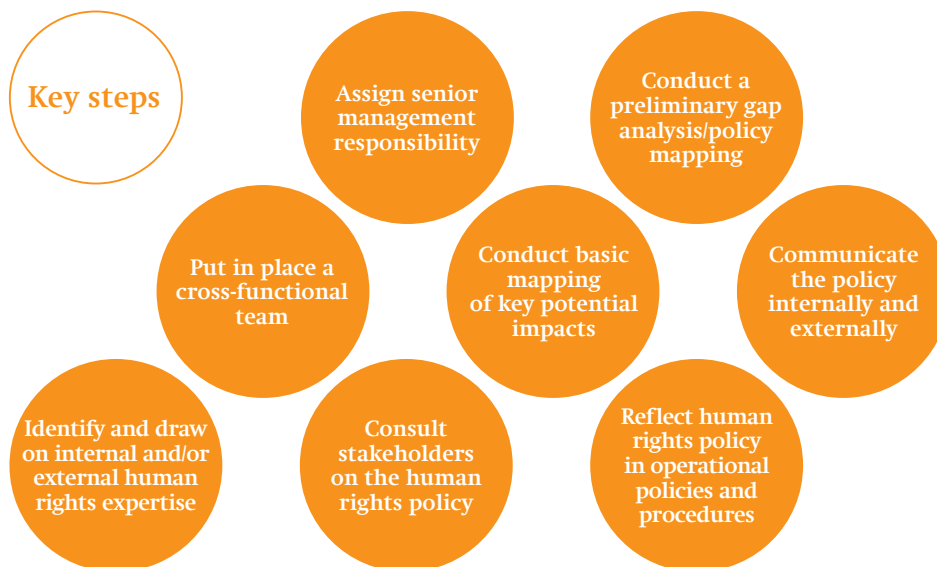 Key steps
Assign senior
management
responsibility
Conduct a
preliminary gap
analysis/policy
mapping
Put in place a
cross-functional
team
Conduct basic
mapping
of key potential
impacts
Communicate
the policy
internally and
externally
Identify and draw
on internal and/or
external human
rights expertise
Consult
stakeholders
on the human
rights policy
Reflect human
rights policy
in operational
policies and
procedures